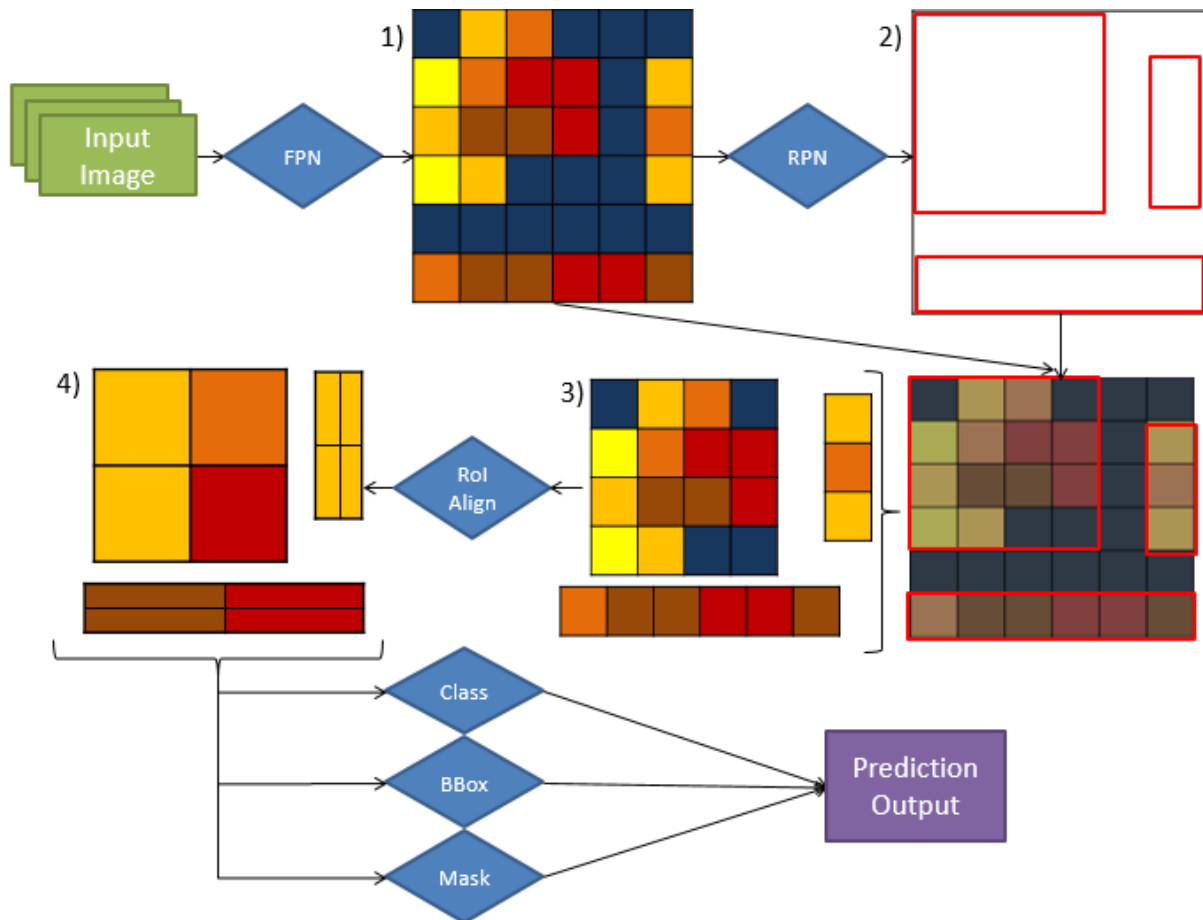 1)
2)
Input
Image
FPN
RPN
4)
3)
RoI
Align
Class
BBox
Mask
Prediction
Output